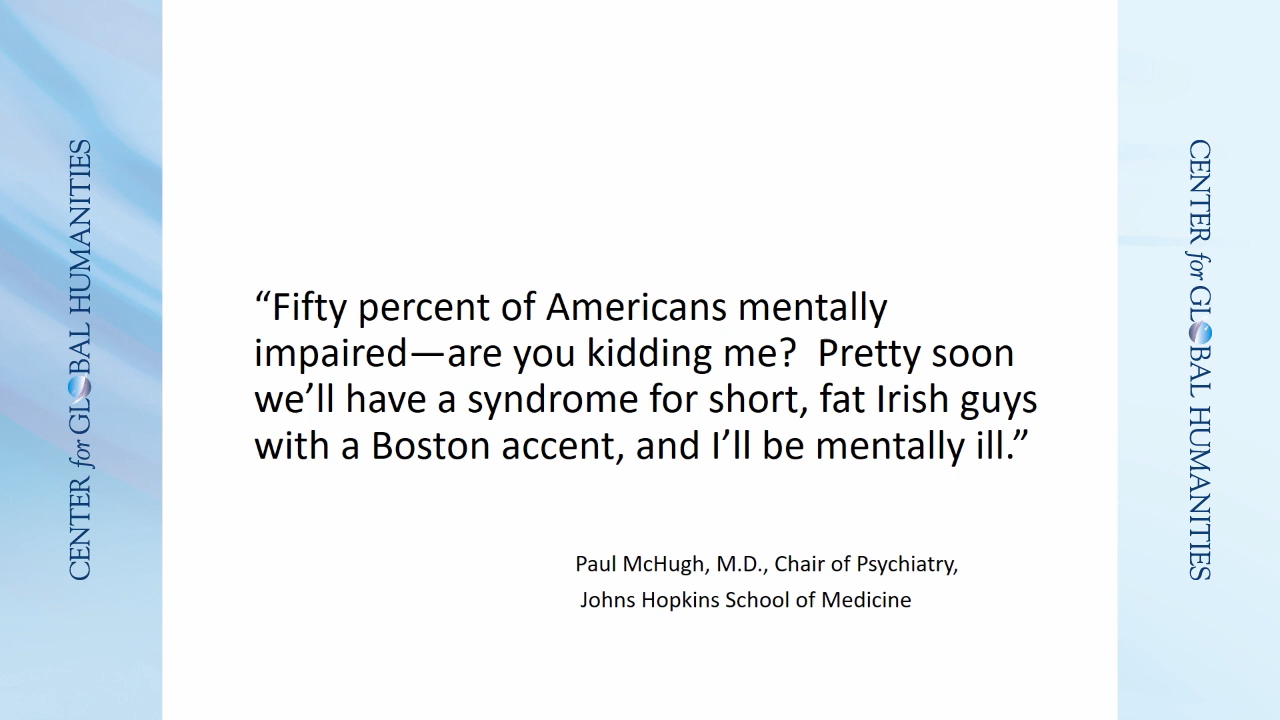 CENTER for GLOBAL HUMANITIES
“Fifty percent of Americans mentally
impaired—are you kidding me?  Pretty soon
we’ll have a syndrome for short, fat Irish guys
with a Boston accent, and I’ll be mentally ill.”
Paul McHugh, M.D., Chair of Psychiatry,
Johns Hopkins School of Medicine
CENTER for GLOBAL HUMANITIES